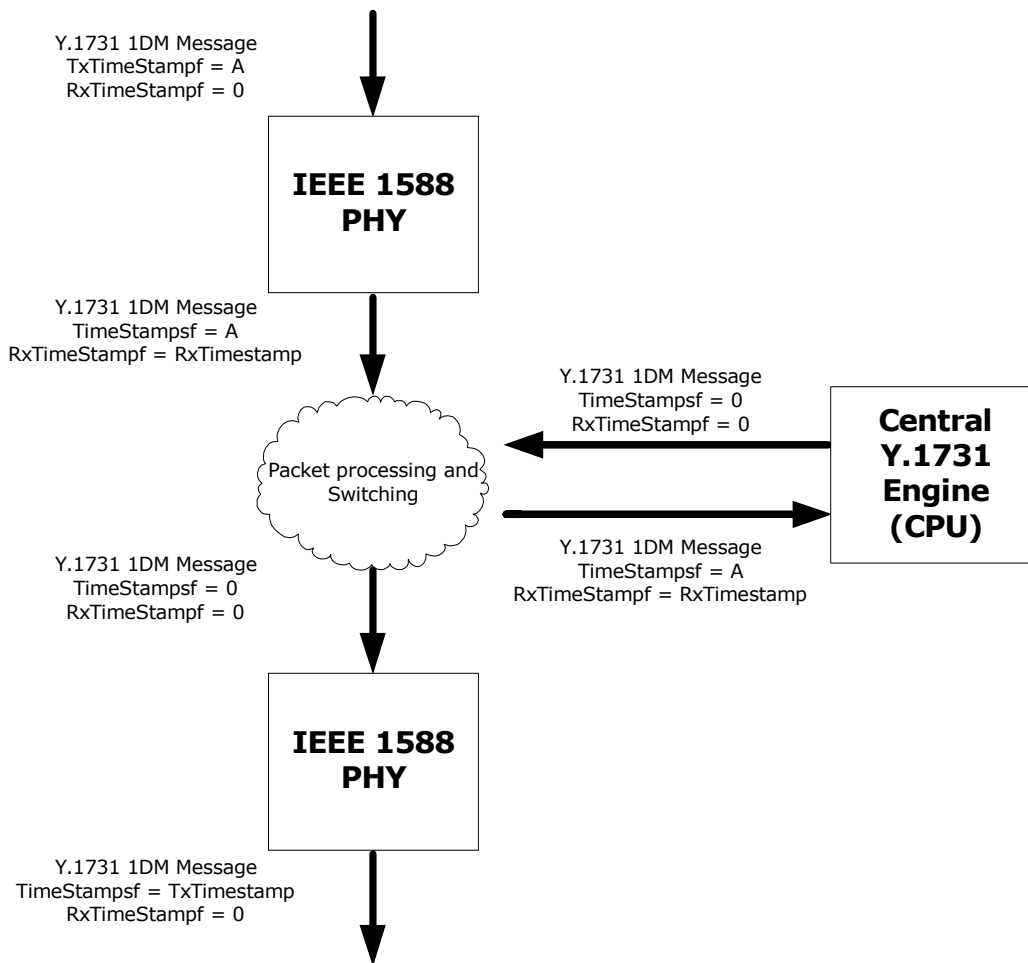 Y.1731 1DM Message
TxTimeStampf = A
RxTimeStampf = 0
IEEE 1588
PHY
Y.1731 1DM Message
TimeStampsf = A
RxTimeStampf = RxTimestamp
Y.1731 1DM Message
TimeStampsf = 0
RxTimeStampf = 0
Central
Y.1731
Engine
(CPU)
Packet processing and
Switching
Y.1731 1DM Message
TimeStampsf = A
RxTimeStampf = RxTimestamp
Y.1731 1DM Message
TimeStampsf = 0
RxTimeStampf = 0
IEEE 1588
PHY
Y.1731 1DM Message
TimeStampsf = TxTimestamp
RxTimeStampf = 0